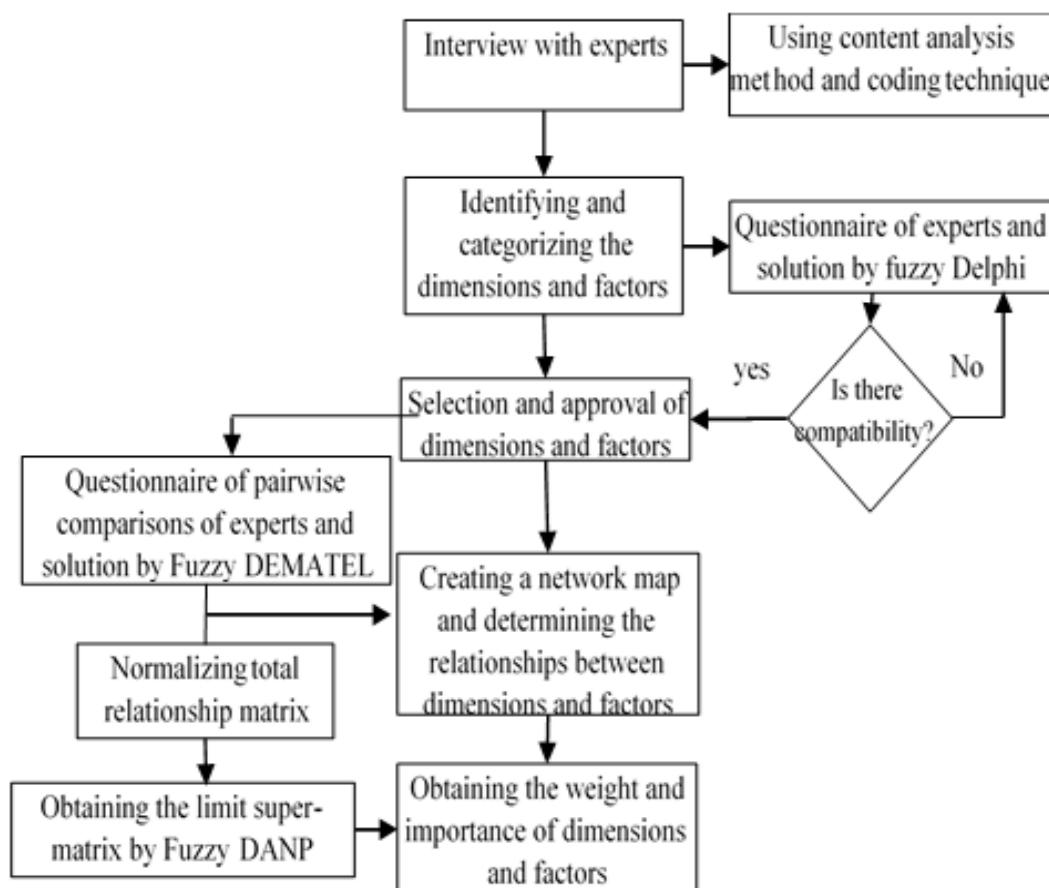 Interview with experts
Using content analysis
method and coding technique
Identifying and
categorizing the
dimensions and factors
Questionnaire of experts and
solution by fuzzy Delphi
yes
No
Is there
compatibility?
Selection and approval of
dimensions and factors
Questionnaire of pairwise
comparisons of experts and
solution by Fuzzy DEMATEL
Creating a network map
and determining the
relationships between
dimensions and factors
Normalizing total
relationship matrix
Obtaining the limit super-
matrix by Fuzzy DANP
Obtaining the weight and
importance of dimensions
and factors